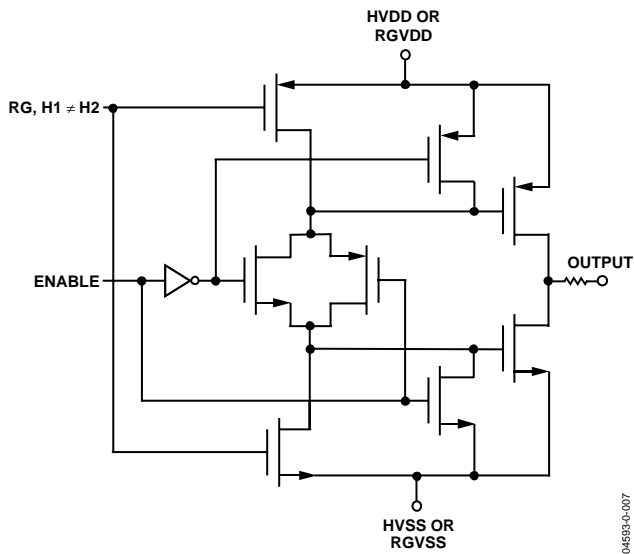 HVDD OR
RGVDD
RG, H1 ≠ H2
ENABLE
OUTPUT
HVSS OR
RGVSS
04593-0-007